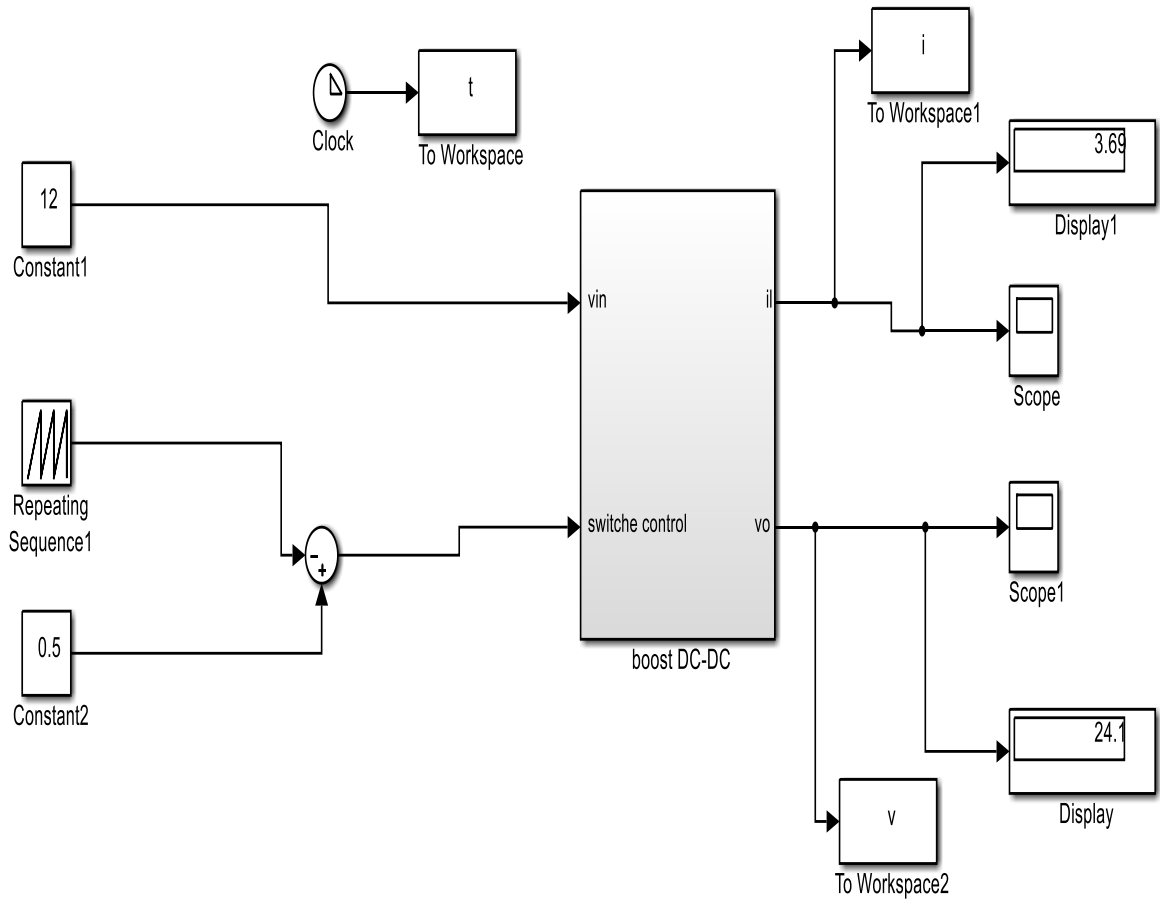 i
To Workspace1
t
Clock
To Workspace
3.69
Display1
12
Constant1
vin
il
Scope
Repeating
Sequence1
switche control
vo
Scope1
-
+
0.5
Constant2
boost DC-DC
24.1
Display
v
To Workspace2